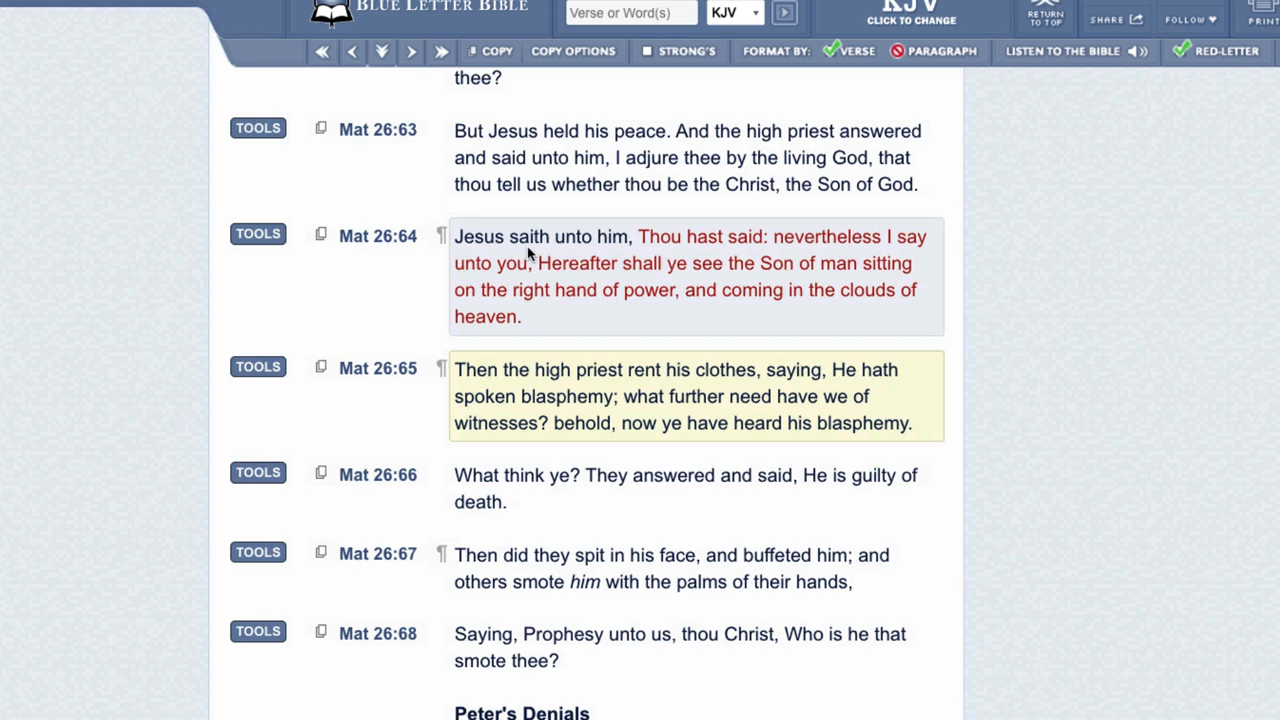 BLUE LETTER BIBLE
Verse or Word(s)
KJV
KJV
CLICK TO CHANGE
RETURN
TO TOP
SHARE
FOLLOW
PRINT
COPY
COPY OPTIONS
STRONG'S
FORMAT BY:
VERSE
PARAGRAPH
LISTEN TO THE BIBLE
RED-LETTER
thee?
TOOLS
Mat 26:63
But Jesus held his peace. And the high priest answered
and said unto him, I adjure thee by the living God, that
thou tell us whether thou be the Christ, the Son of God.
TOOLS
Mat 26:64
¶
Jesus saith unto him, Thou hast said: nevertheless I say
unto you, Hereafter shall ye see the Son of man sitting
on the right hand of power, and coming in the clouds of
heaven.
TOOLS
Mat 26:65
¶
Then the high priest rent his clothes, saying, He hath
spoken blasphemy; what further need have we of
witnesses? behold, now ye have heard his blasphemy.
TOOLS
Mat 26:66
What think ye? They answered and said, He is guilty of
death.
TOOLS
Mat 26:67
¶
Then did they spit in his face, and buffeted him; and
others smote him with the palms of their hands,
TOOLS
Mat 26:68
Saying, Prophesy unto us, thou Christ, Who is he that
smote thee?
Peter's Denials